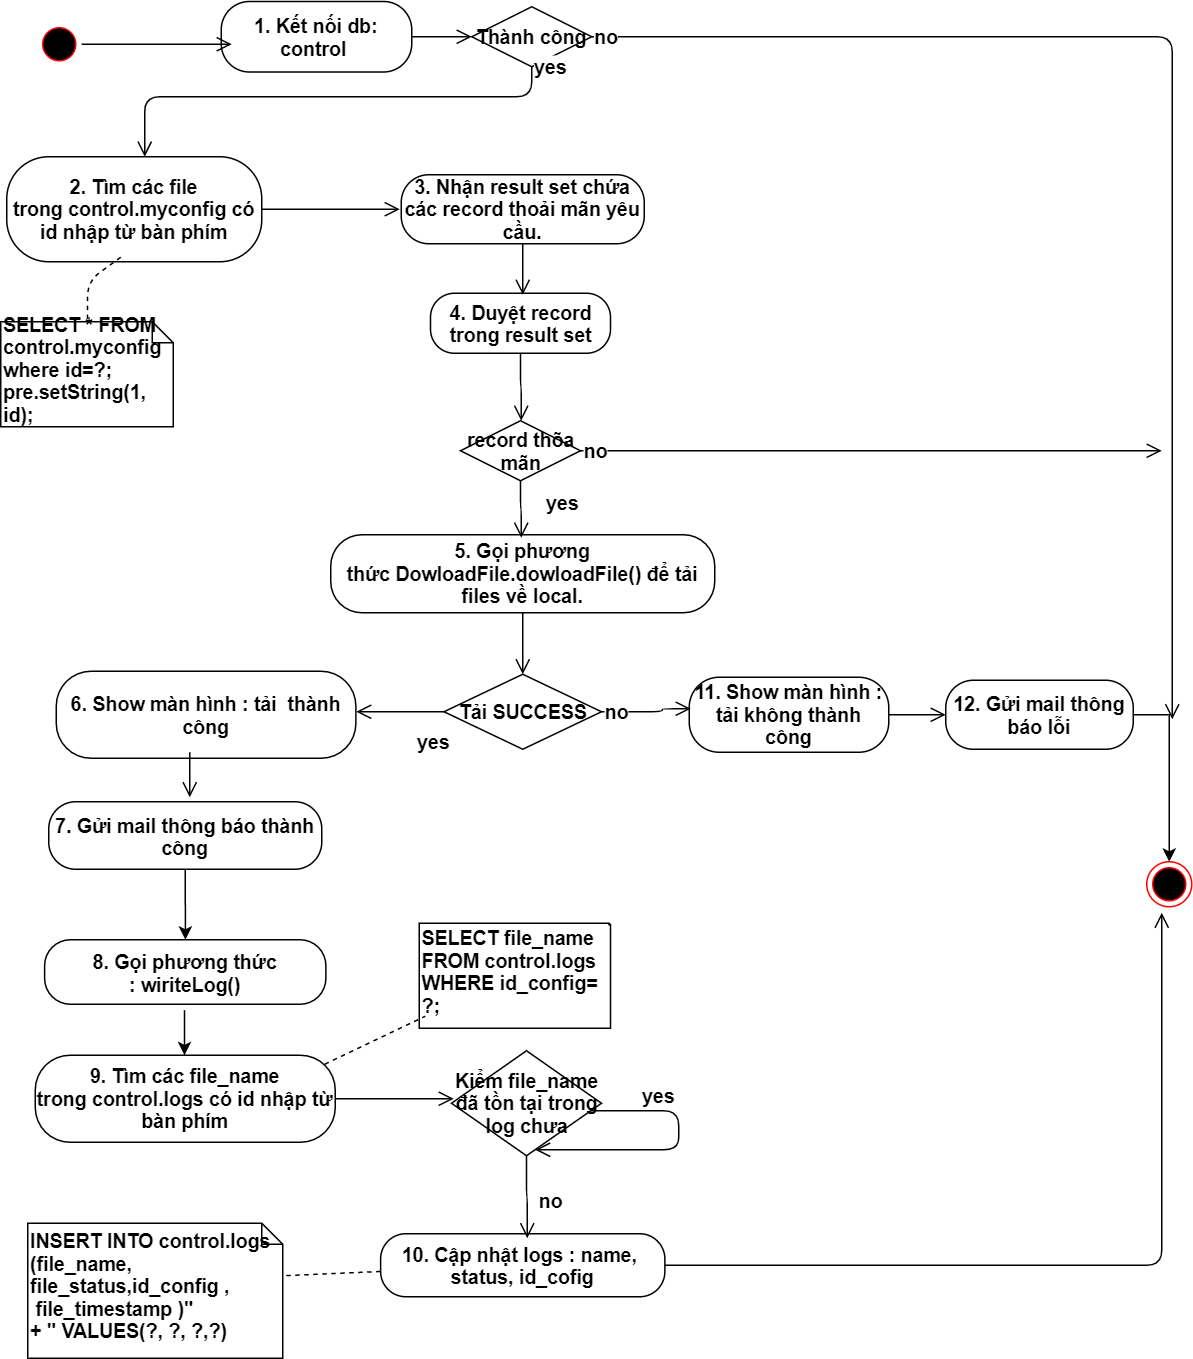 1. Kết nối db:
control
Thành công
no
yes
2. Tìm các file
trong control.myconfig có
id nhập từ bàn phím
3. Nhận result set chứa
các record thoải mãn yêu
cầu.
4. Duyệt record
trong result set
SELECT * FROM
control.myconfig
where id=?;
pre.setString(1,
id);
record thõa
mãn
no
yes
5. Gọi phương
thức DowloadFile.dowloadFile() để tải
files về local.
6. Show màn hình : tải  thành
công
Tải SUCCESS
no
yes
11. Show màn hình :
tải không thành
công
12. Gửi mail thông
báo lỗi
7. Gửi mail thông báo thành
công
8. Gọi phương thức
: wiriteLog()
SELECT file_name
FROM control.logs
WHERE id_config=
?;
9. Tìm các file_name
trong control.logs có id nhập từ
bàn phím
Kiểm file_name
đã tồn tại trong
log chưa
yes
no
10. Cập nhật logs : name,
status, id_cofig
INSERT INTO control.logs
(file_name,
file_status,id_config ,
file_timestamp )"
+ " VALUES(?, ?, ?,?)